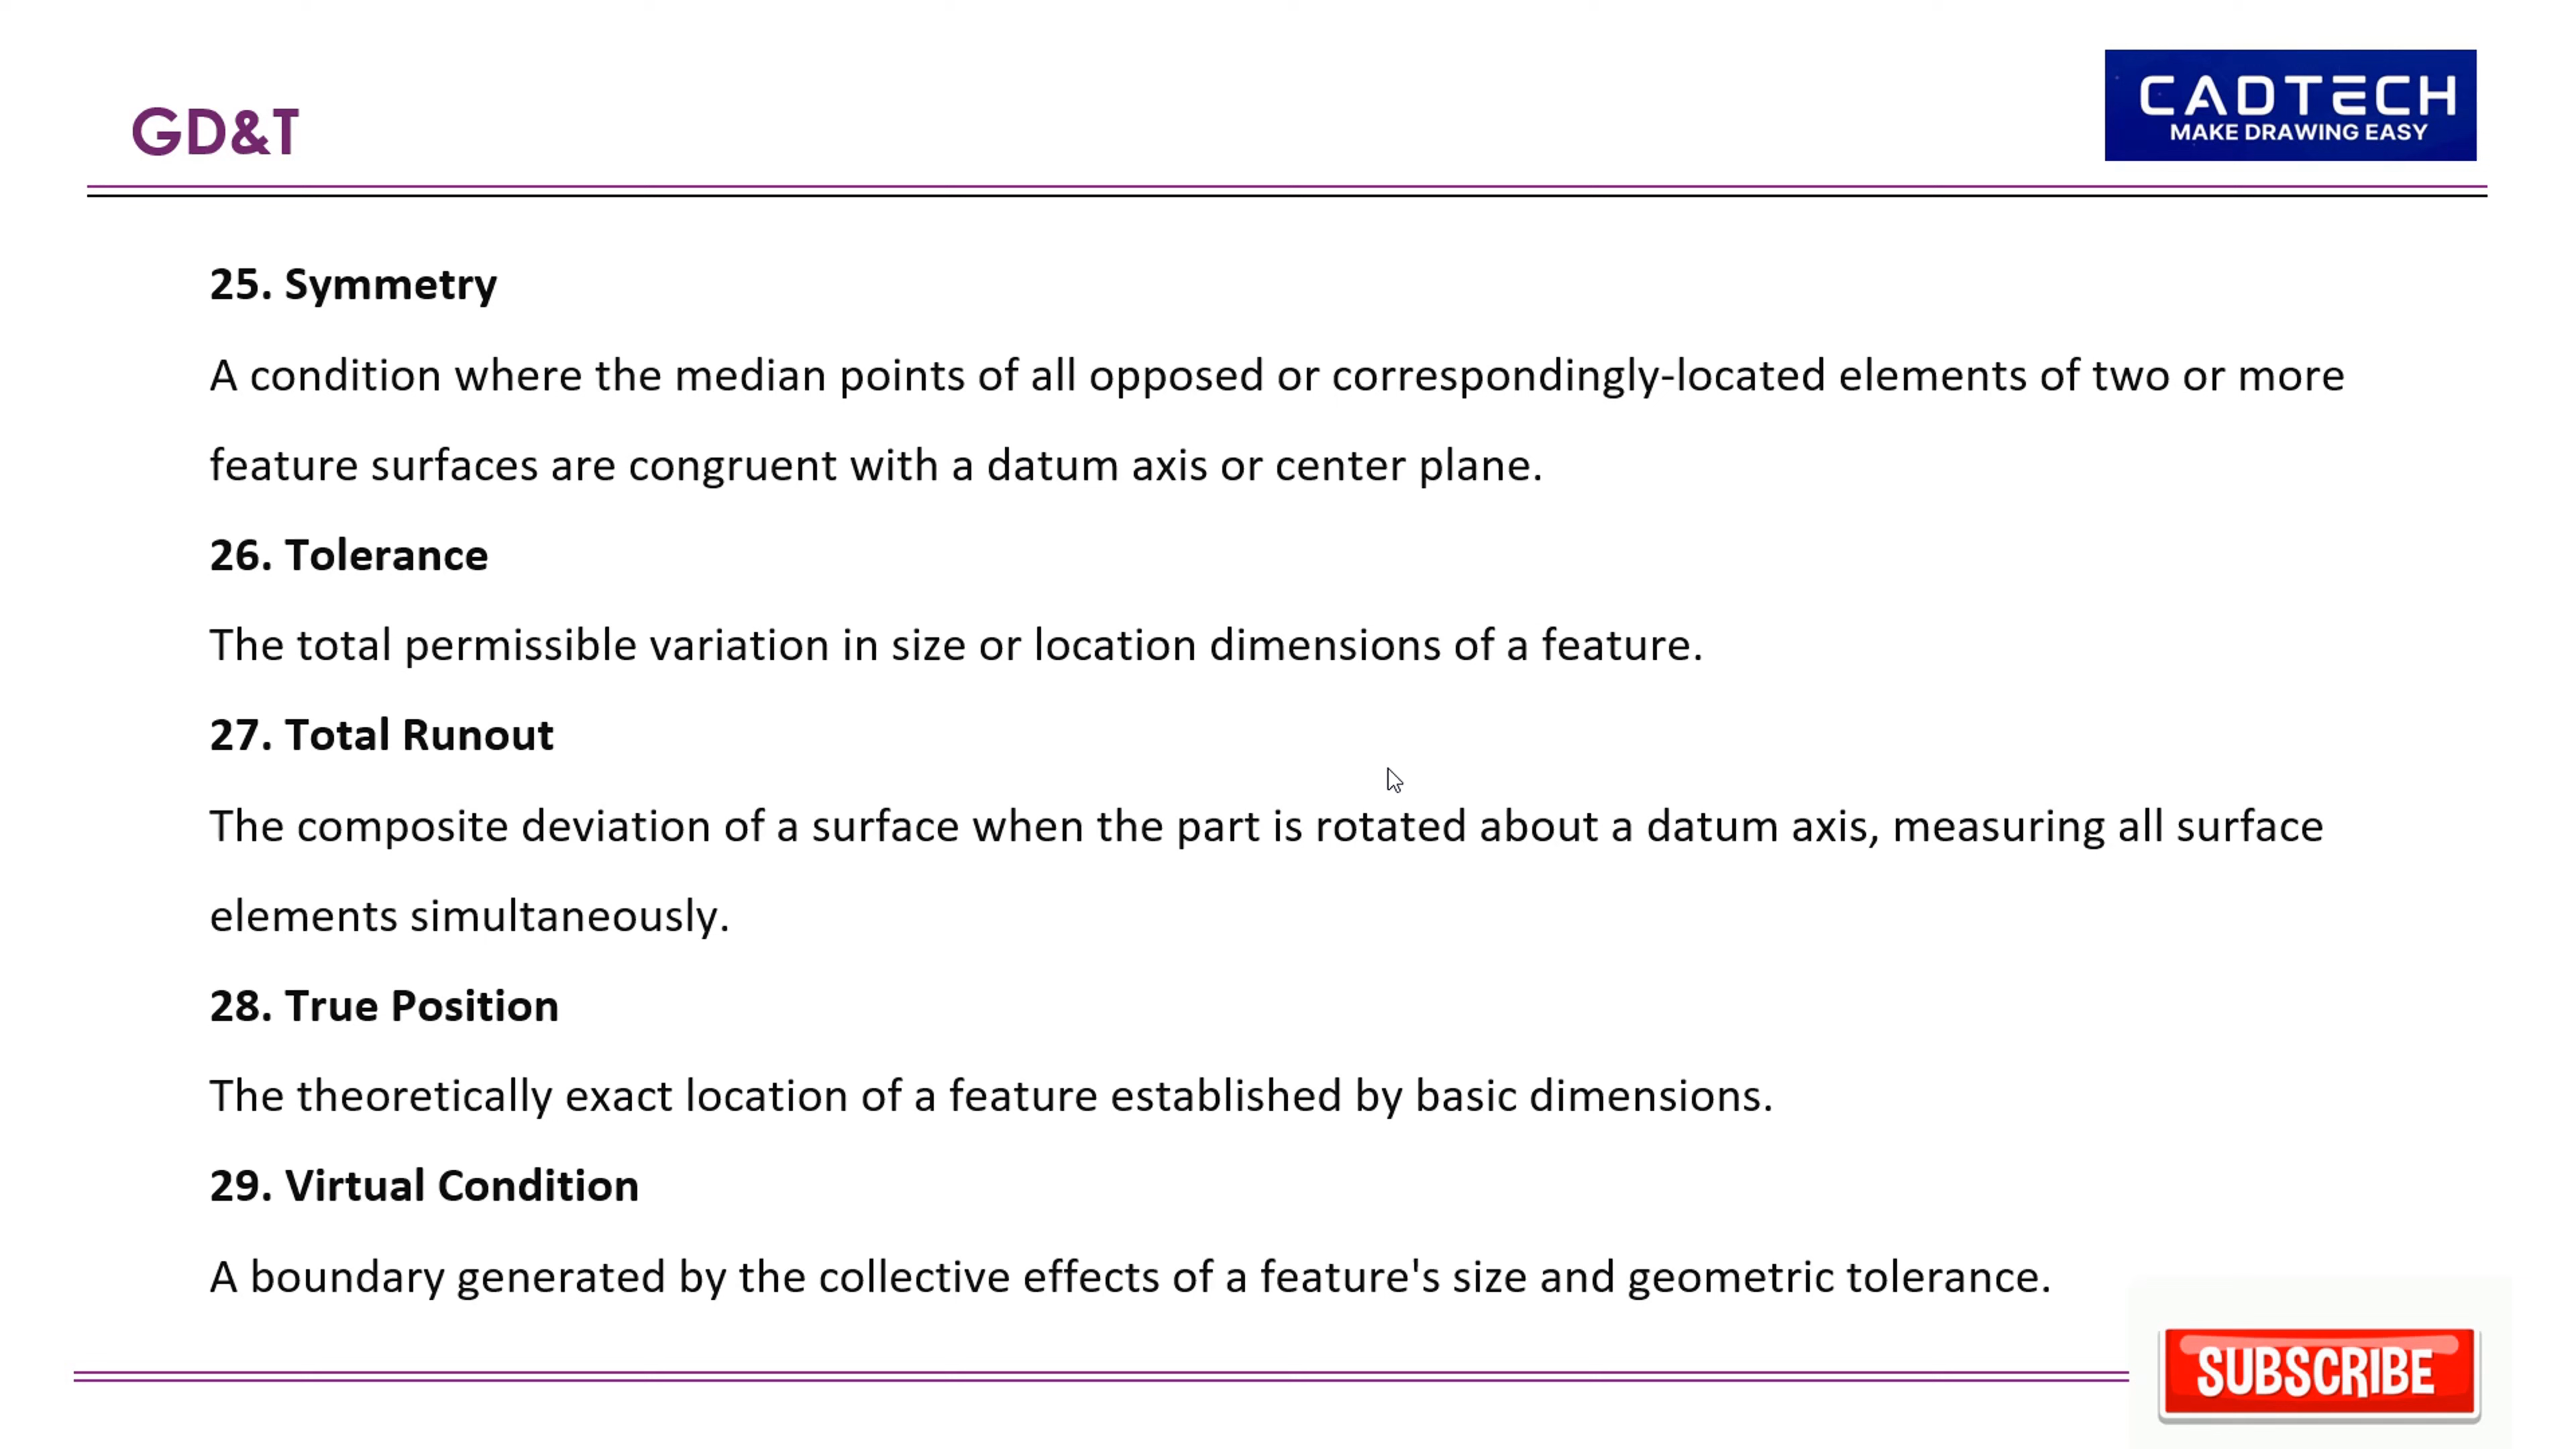 GD&T
CADTECH
MAKE DRAWING EASY
25. Symmetry
A condition where the median points of all opposed or correspondingly-located elements of two or more
feature surfaces are congruent with a datum axis or center plane.
26. Tolerance
The total permissible variation in size or location dimensions of a feature.
27. Total Runout
The composite deviation of a surface when the part is rotated about a datum axis, measuring all surface
elements simultaneously.
28. True Position
The theoretically exact location of a feature established by basic dimensions.
29. Virtual Condition
A boundary generated by the collective effects of a feature's size and geometric tolerance.
SUBSCRIBE